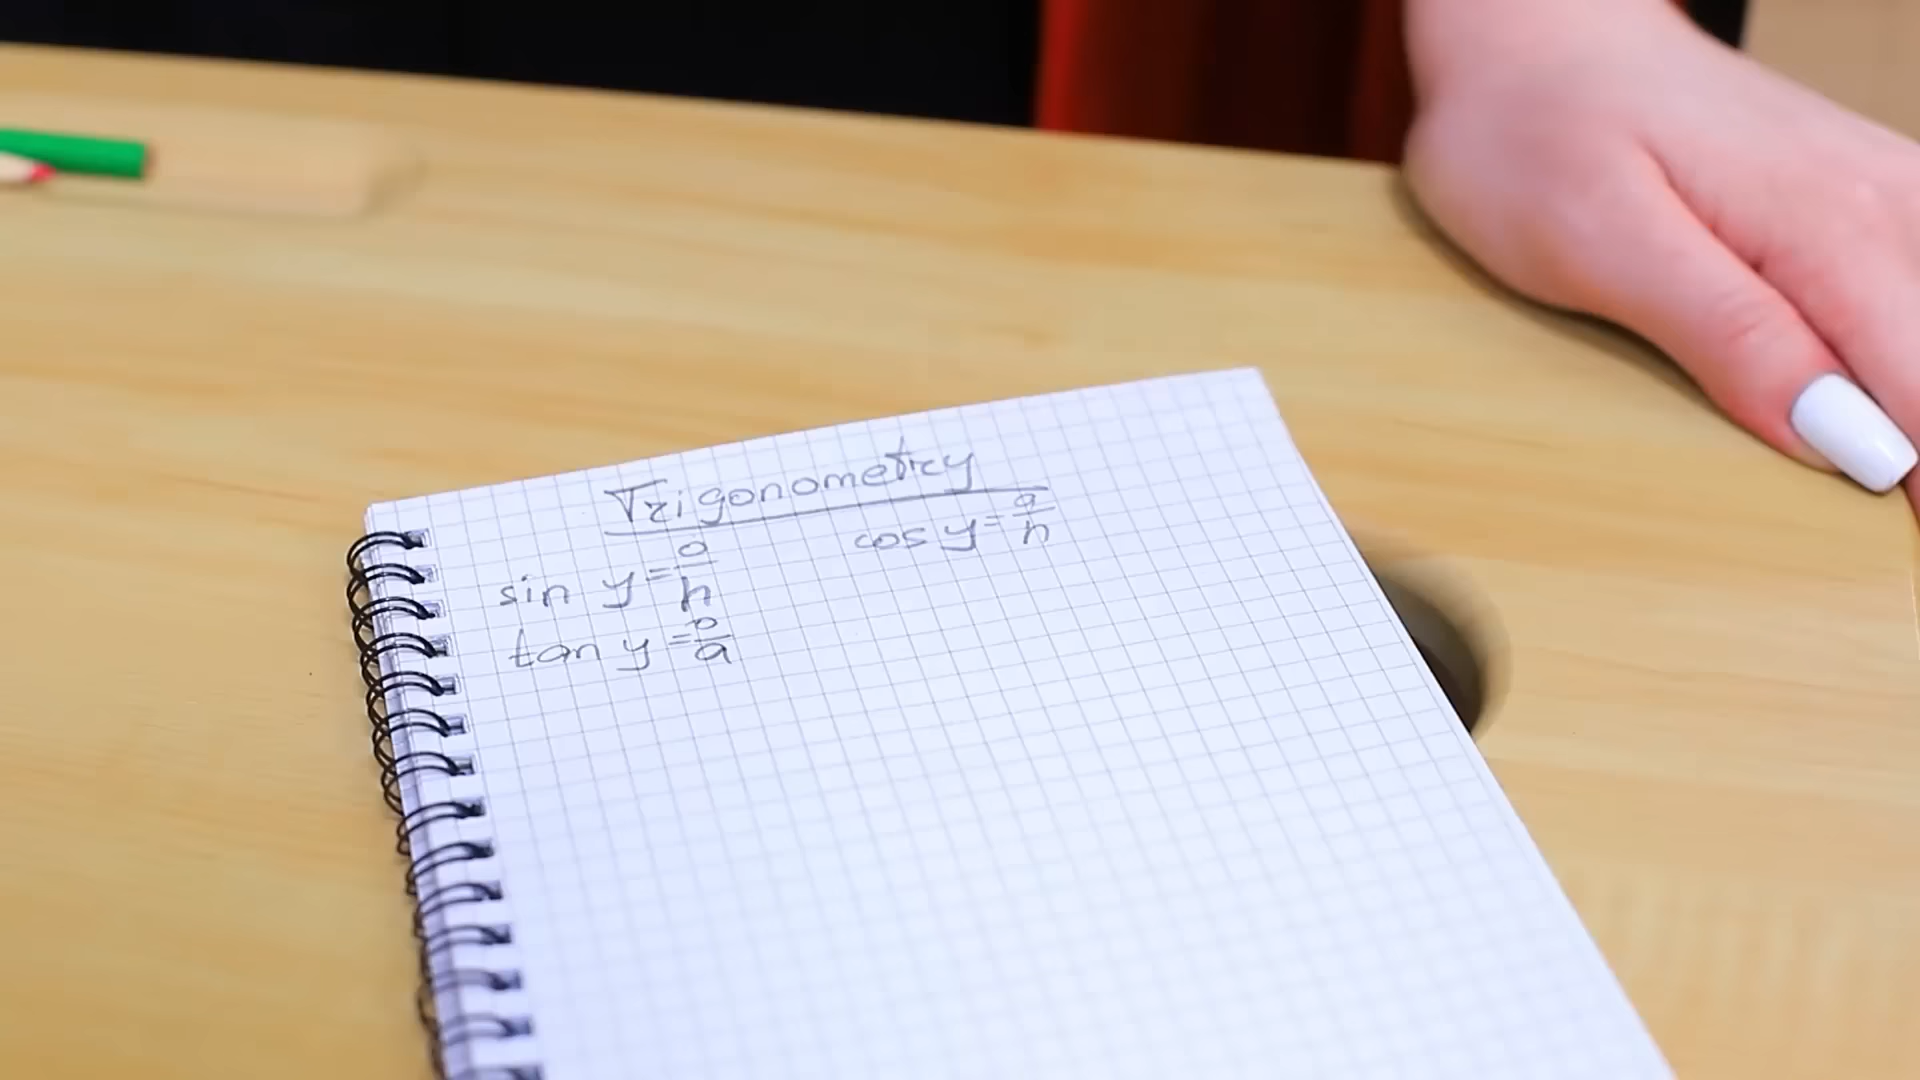 Trigonometry
sin y = o/h cos y = a/h
tan y = o/a